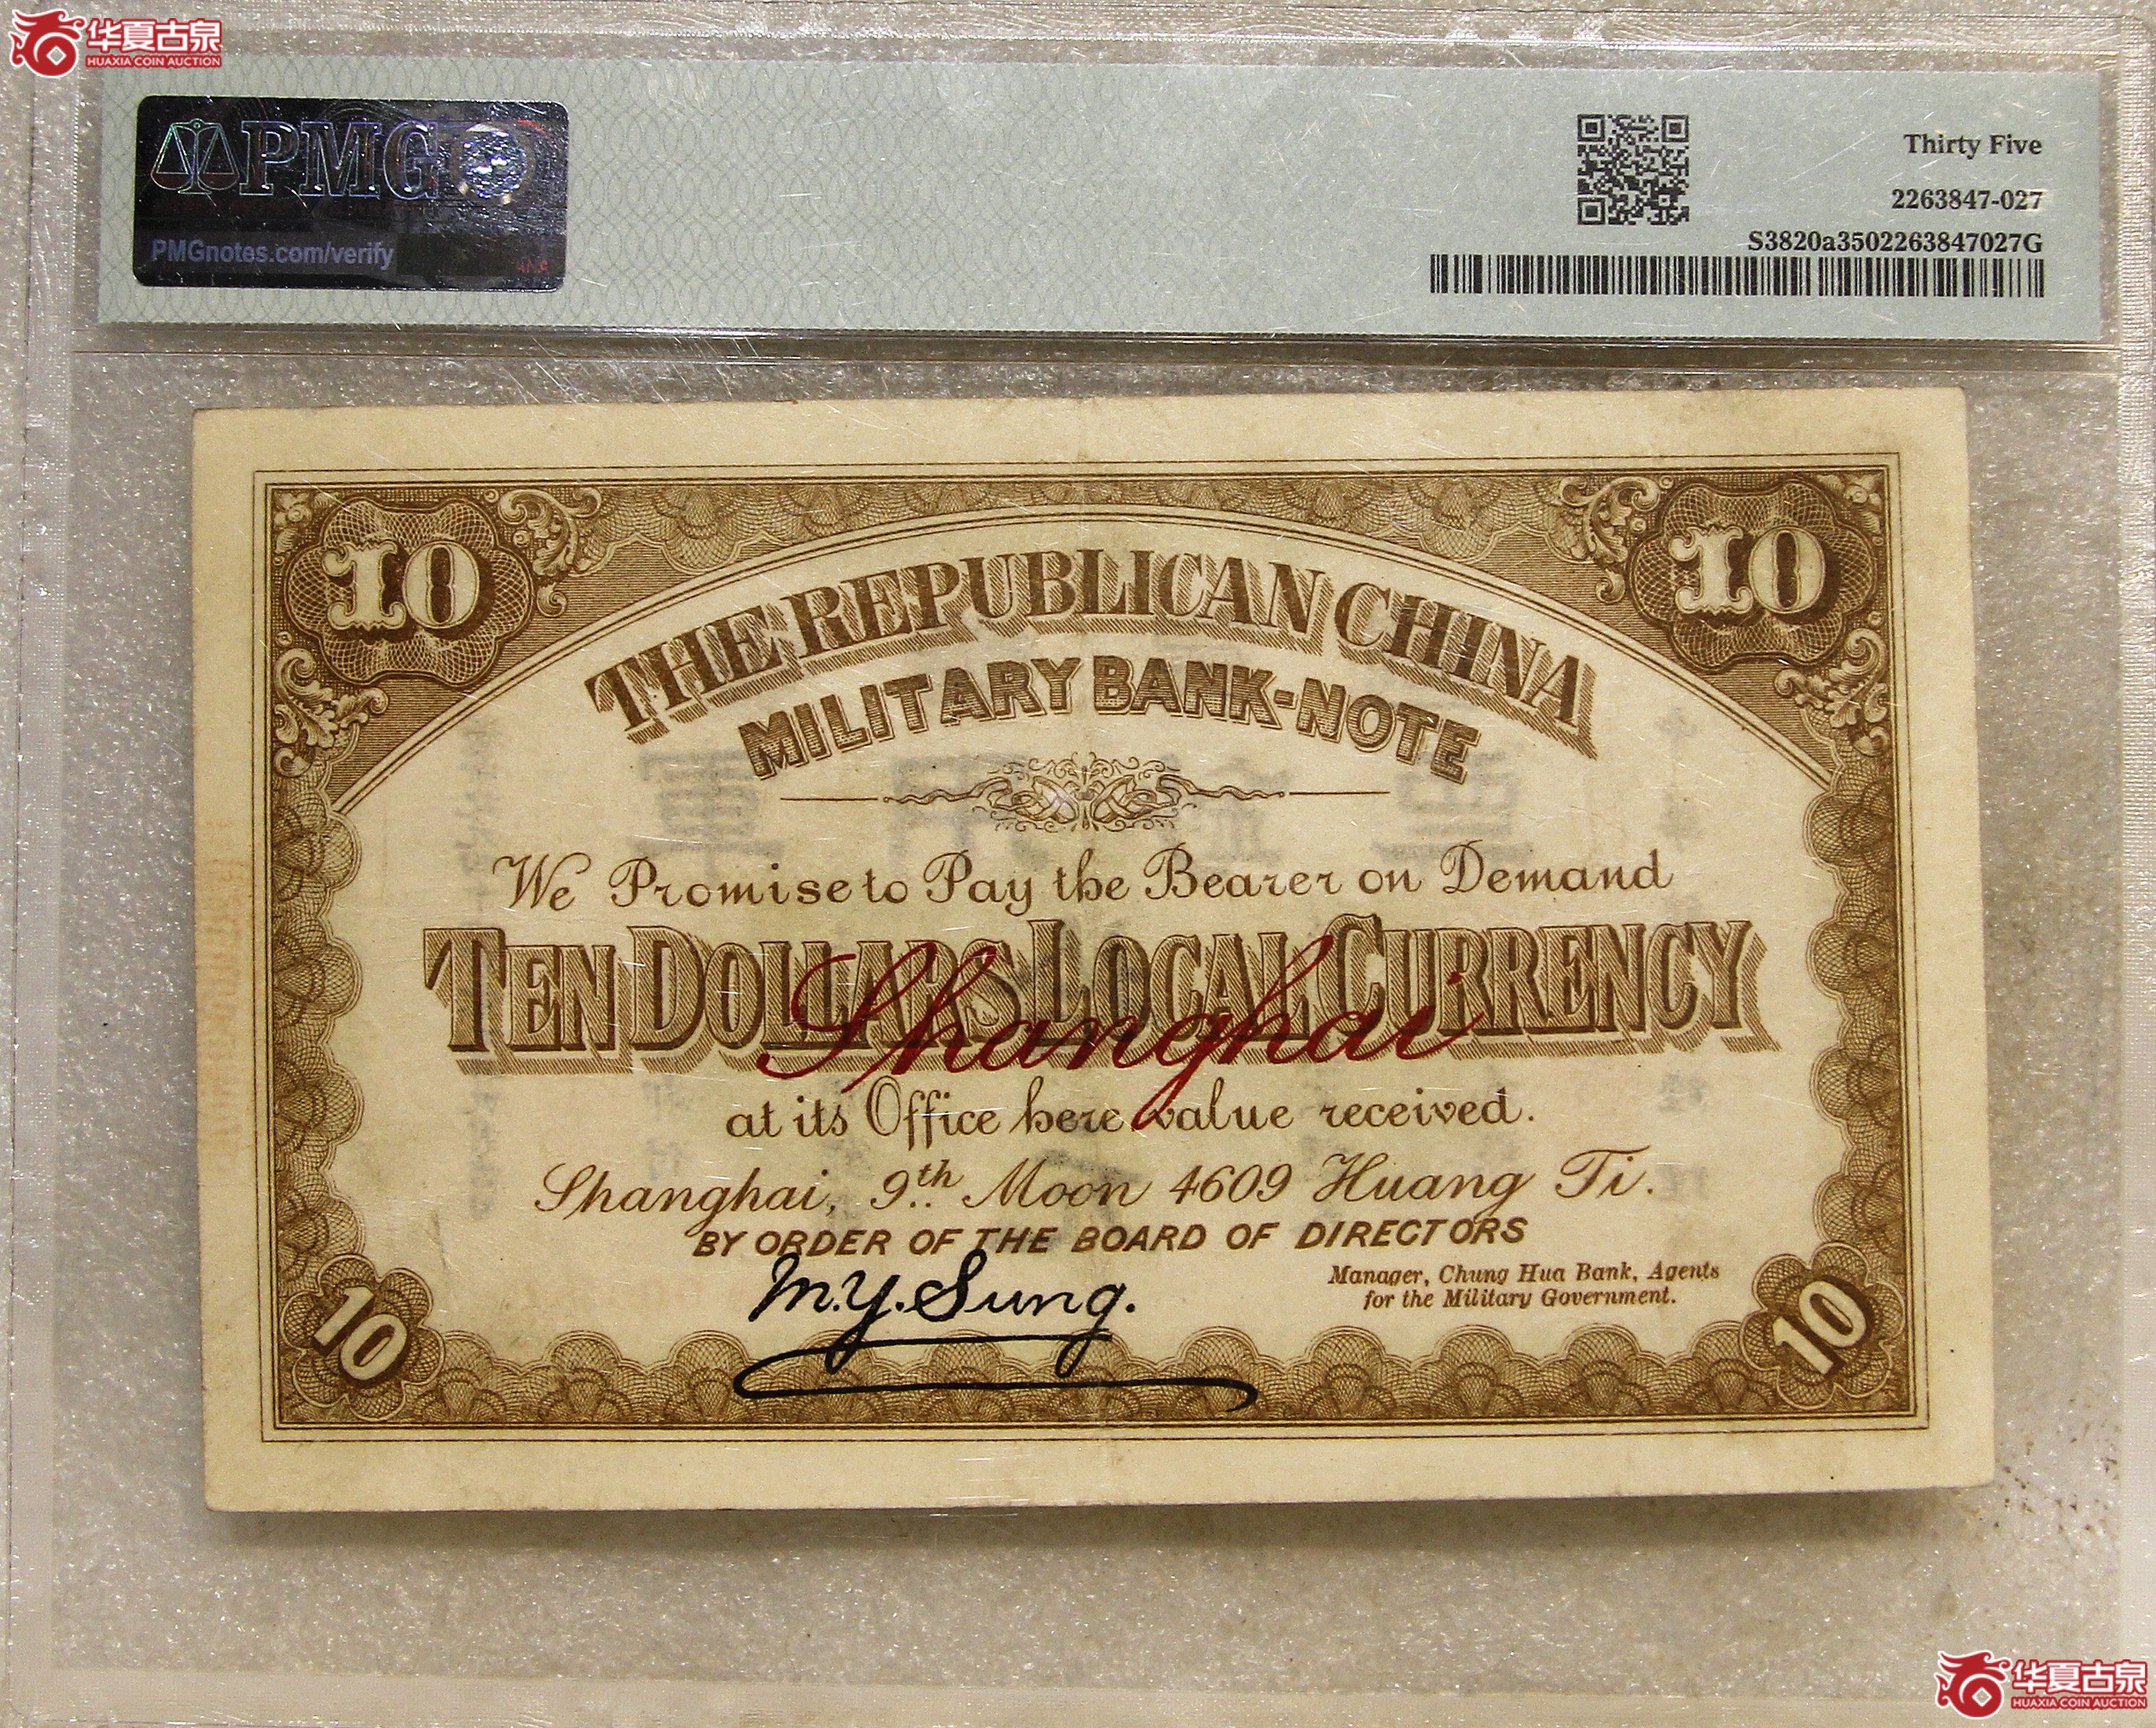 华夏古泉
HUAXIA COIN AUCTION
PMG
PMGnotes.com/verify
Thirty Five
2263847-027
S3820a3502263847027G
10
10
THE REPUBLICAN CHINA
MILITARY BANK-NOTE
We Promise to Pay the Bearer on Demand
TEN DOLLARS LOCAL CURRENCY
Shanghai
at its Office here value received.
Shanghai, 9th Moon 4609 Huang Ti.
BY ORDER OF THE BOARD OF DIRECTORS
M.Y. Sung.
Manager, Chung Hua Bank, Agents
for the Military Government.
10
10
华夏古泉
HUAXIA COIN AUCTION